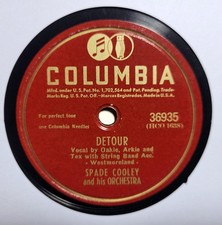 COLUMBIA
Mfd. under U.S. Pat. No. 1,702,564 and Pat. Pending. Trade-
Marks Reg. U.S. Pat. Off. - Marcas Registradas. Made in U.S.A.
For perfect tone
use Columbia Needles
36935
DETOUR
Vocal by Oakie, Arkie and
Tex with String Band Acc.
-Westmoreland-
SPADE COOLEY
and his ORCHESTRA